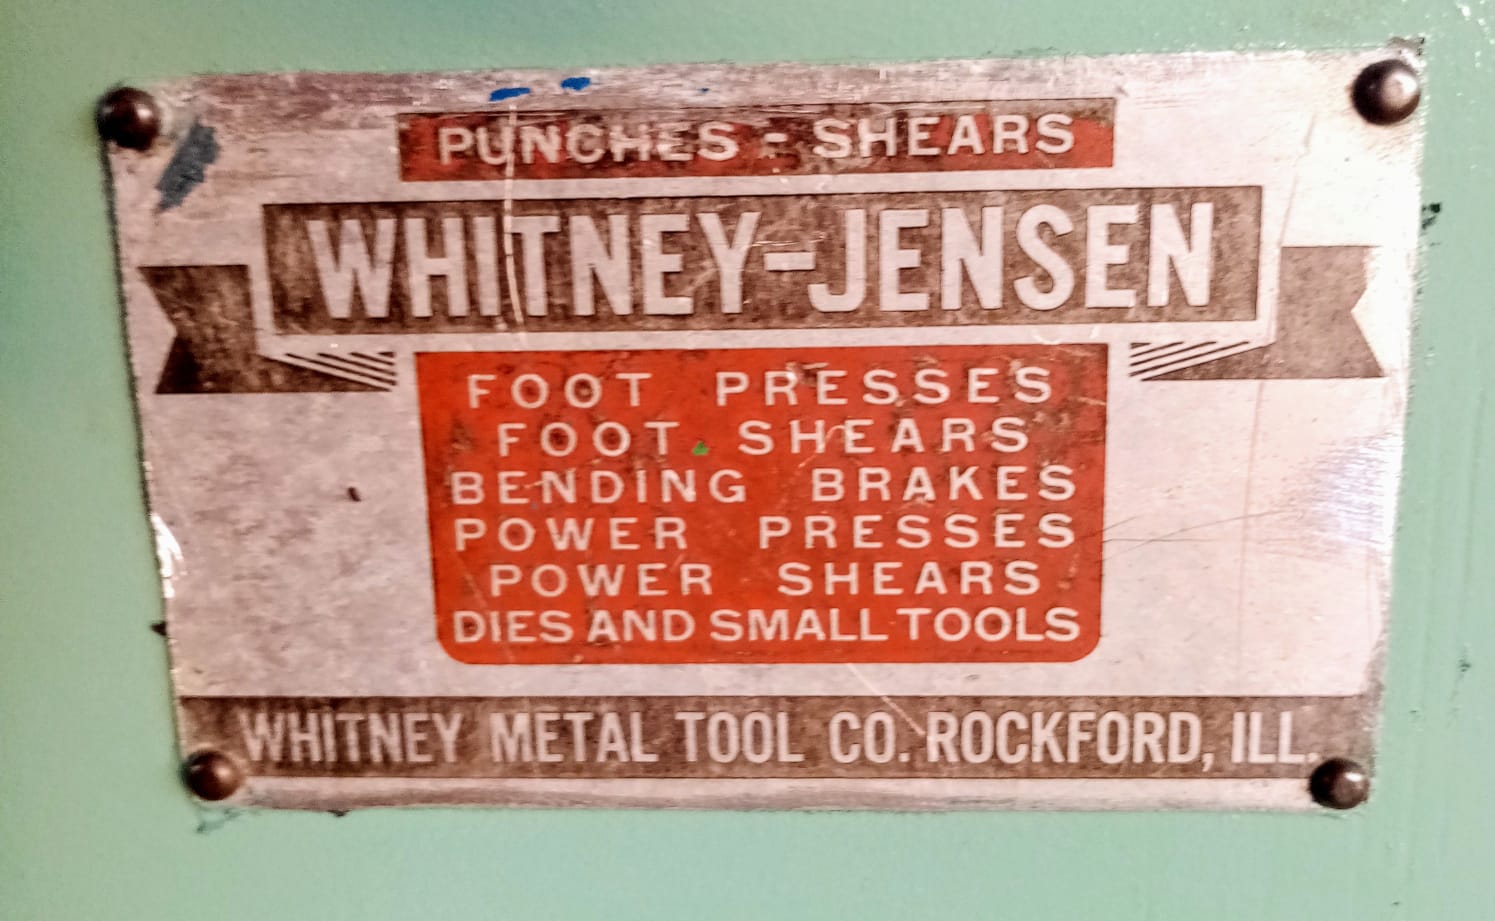 PUNCHES - SHEARS
WHITNEY-JENSEN
FOOT PRESSES
FOOT SHEARS
BENDING BRAKES
POWER PRESSES
POWER SHEARS
DIES AND SMALL TOOLS
WHITNEY METAL TOOL CO. ROCKFORD, ILL.